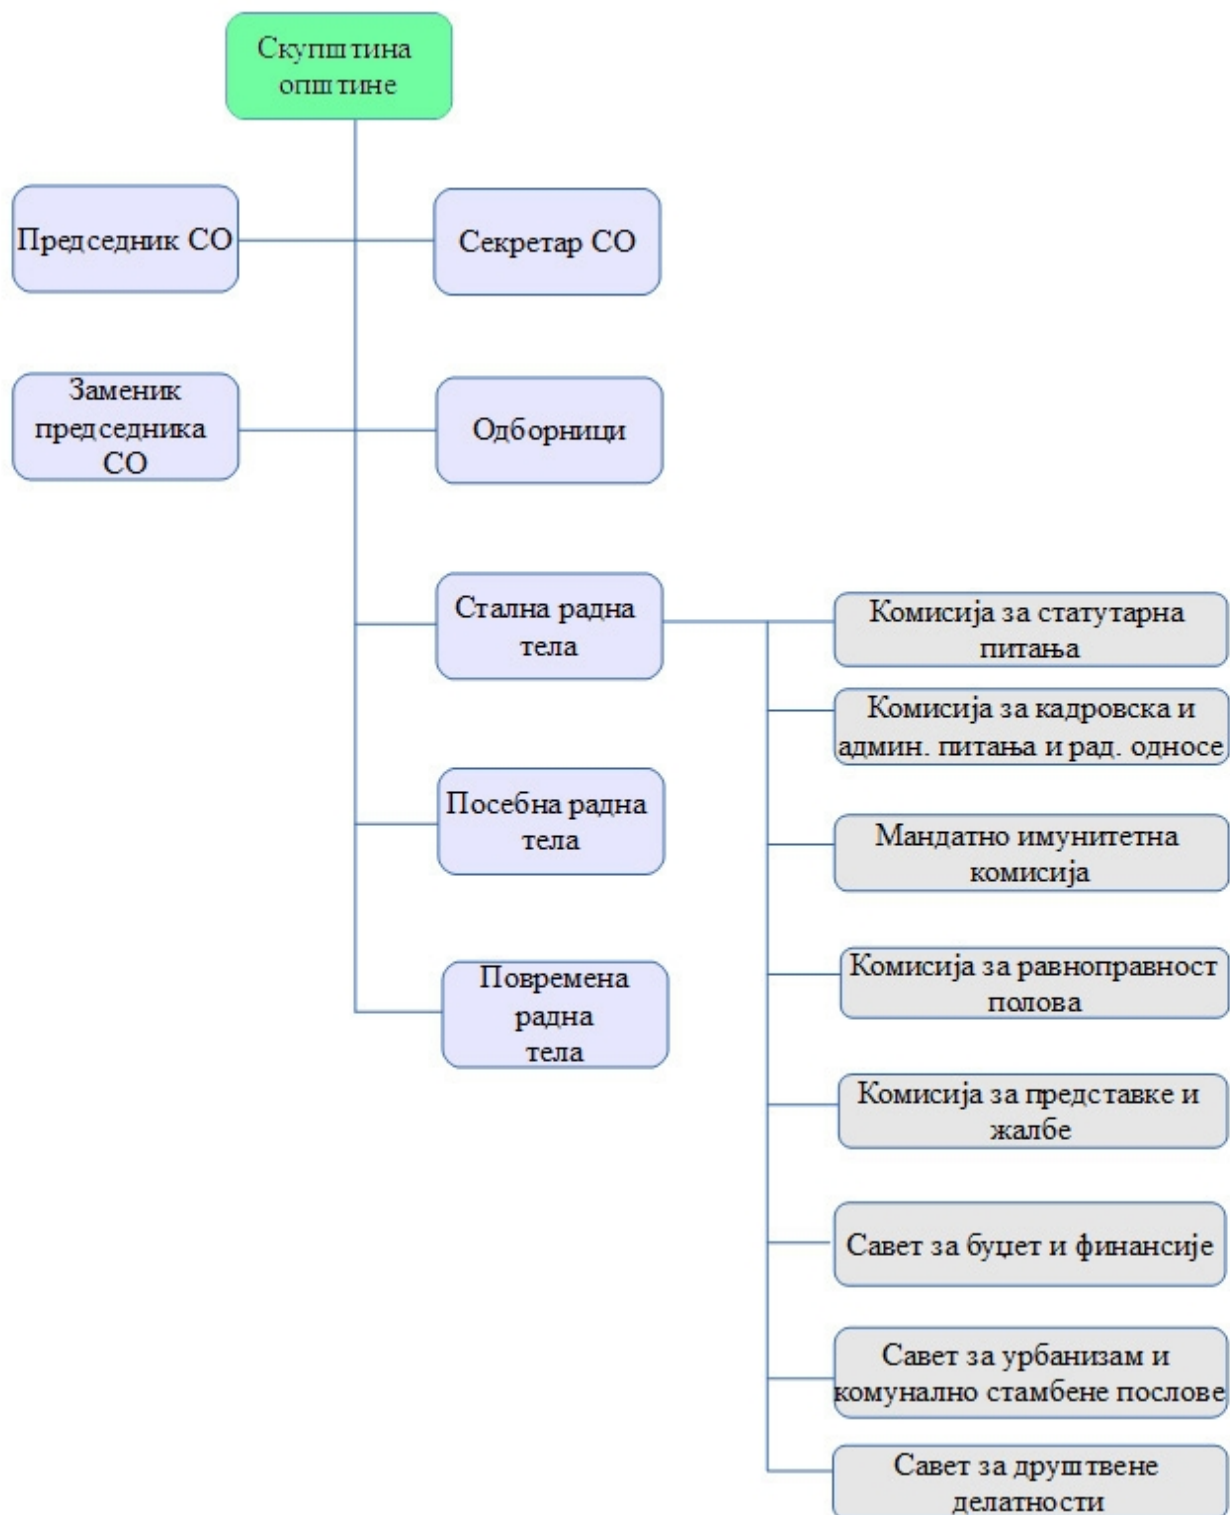 Скупштина
општине
Председник СО
Секретар СО
Заменик
председника
СО
Одборници
Стална радна
тела
Посебна радна
тела
Повремена
радна
тела
Комисија за статутарна
питања
Комисија за кадровска и
админ. питања и рад. односе
Мандатно имунитетна
комисија
Комисија за равноправност
полова
Комисија за представке и
жалбе
Савет за буџет и финансије
Савет за урбанизам и
комунално стамбене послове
Савет за друштвене
делатности